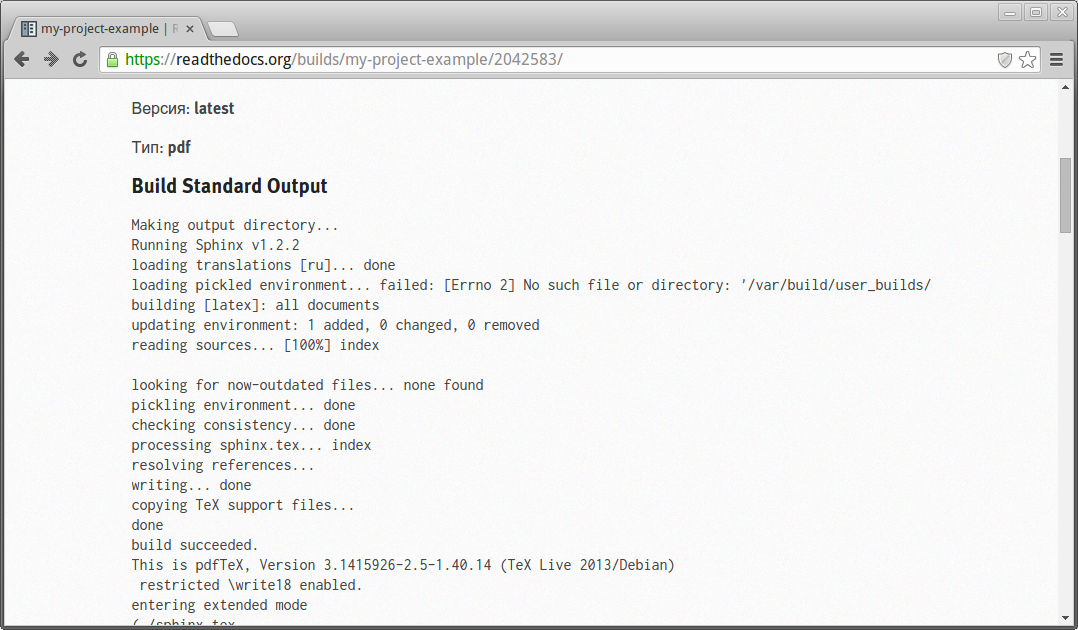 my-project-example |
https://readthedocs.org/builds/my-project-example/2042583/
Версия: latest
Тип: pdf
Build Standard Output
Making output directory...
Running Sphinx v1.2.2
loading translations [ru]... done
loading pickled environment... failed: [Errno 2] No such file or directory: '/var/build/user_builds/
building [latex]: all documents
updating environment: 1 added, 0 changed, 0 removed
reading sources... [100%] index
looking for now-outdated files... none found
pickling environment... done
checking consistency... done
processing sphinx.tex... index
resolving references...
writing... done
copying TeX support files...
done
build succeeded.
This is pdfTeX, Version 3.1415926-2.5-1.40.14 (TeX Live 2013/Debian)
restricted \write18 enabled.
entering extended mode
(./sphinx.tex